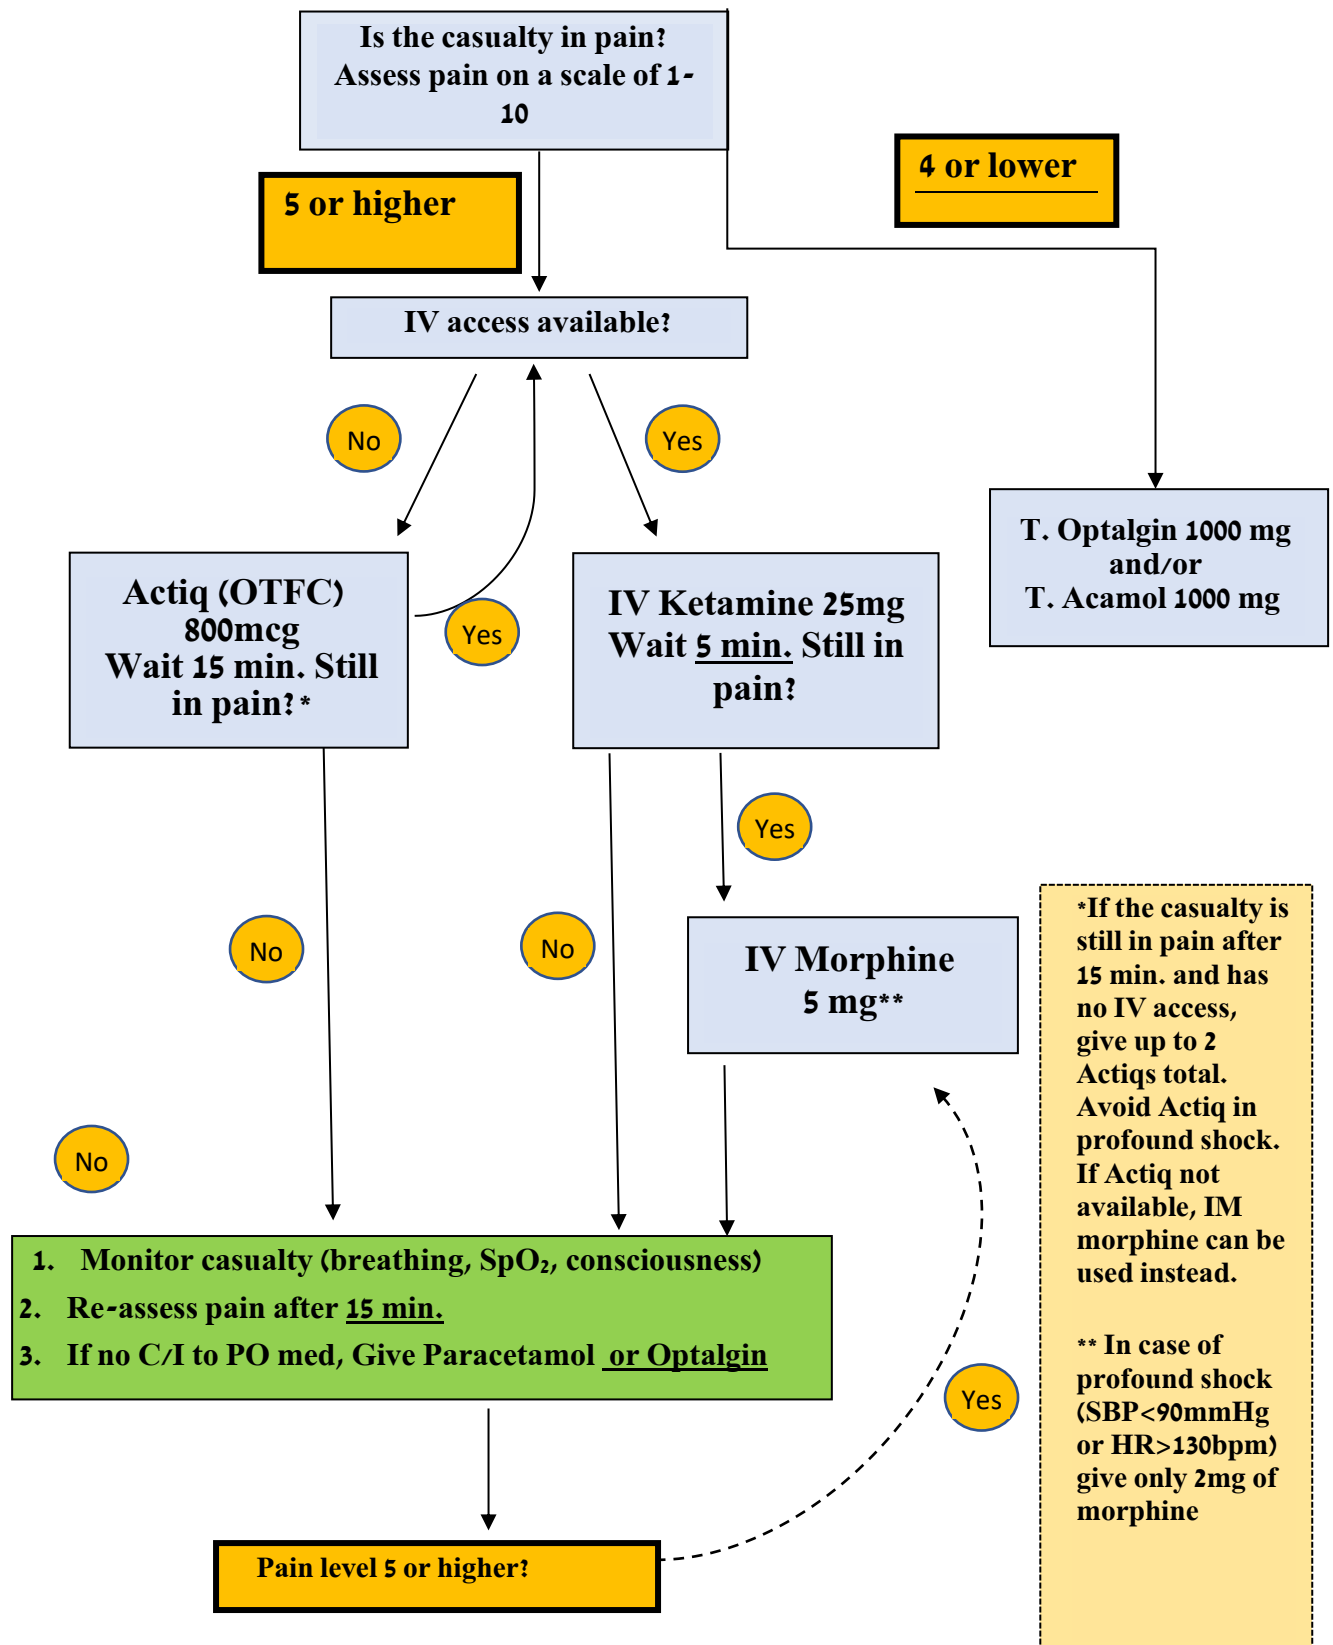 Is the casualty in pain?
Assess pain on a scale of 1-
10
4 or lower
5 or higher
IV access available?
No
Yes
T. Optalgin 1000 mg
and/or
T. Acamol 1000 mg
Actiq (OTFC)
800mcg
Wait 15 min. Still
in pain?*
Yes
IV Ketamine 25mg
Wait 5 min. Still in
pain?
Yes
No
No
IV Morphine
5 mg**
No
1. Monitor casualty (breathing, SpO₂, consciousness)
2. Re-assess pain after 15 min.
3. If no C/I to PO med, Give Paracetamol or Optalgin
Yes
Pain level 5 or higher?
*If the casualty is
still in pain after
15 min. and has
no IV access,
give up to 2
Actiqs total.
Avoid Actiq in
profound shock.
If Actiq not
available, IM
morphine can be
used instead.
** In case of
profound shock
(SBP<90mmHg
or HR>130bpm)
give only 2mg of
morphine